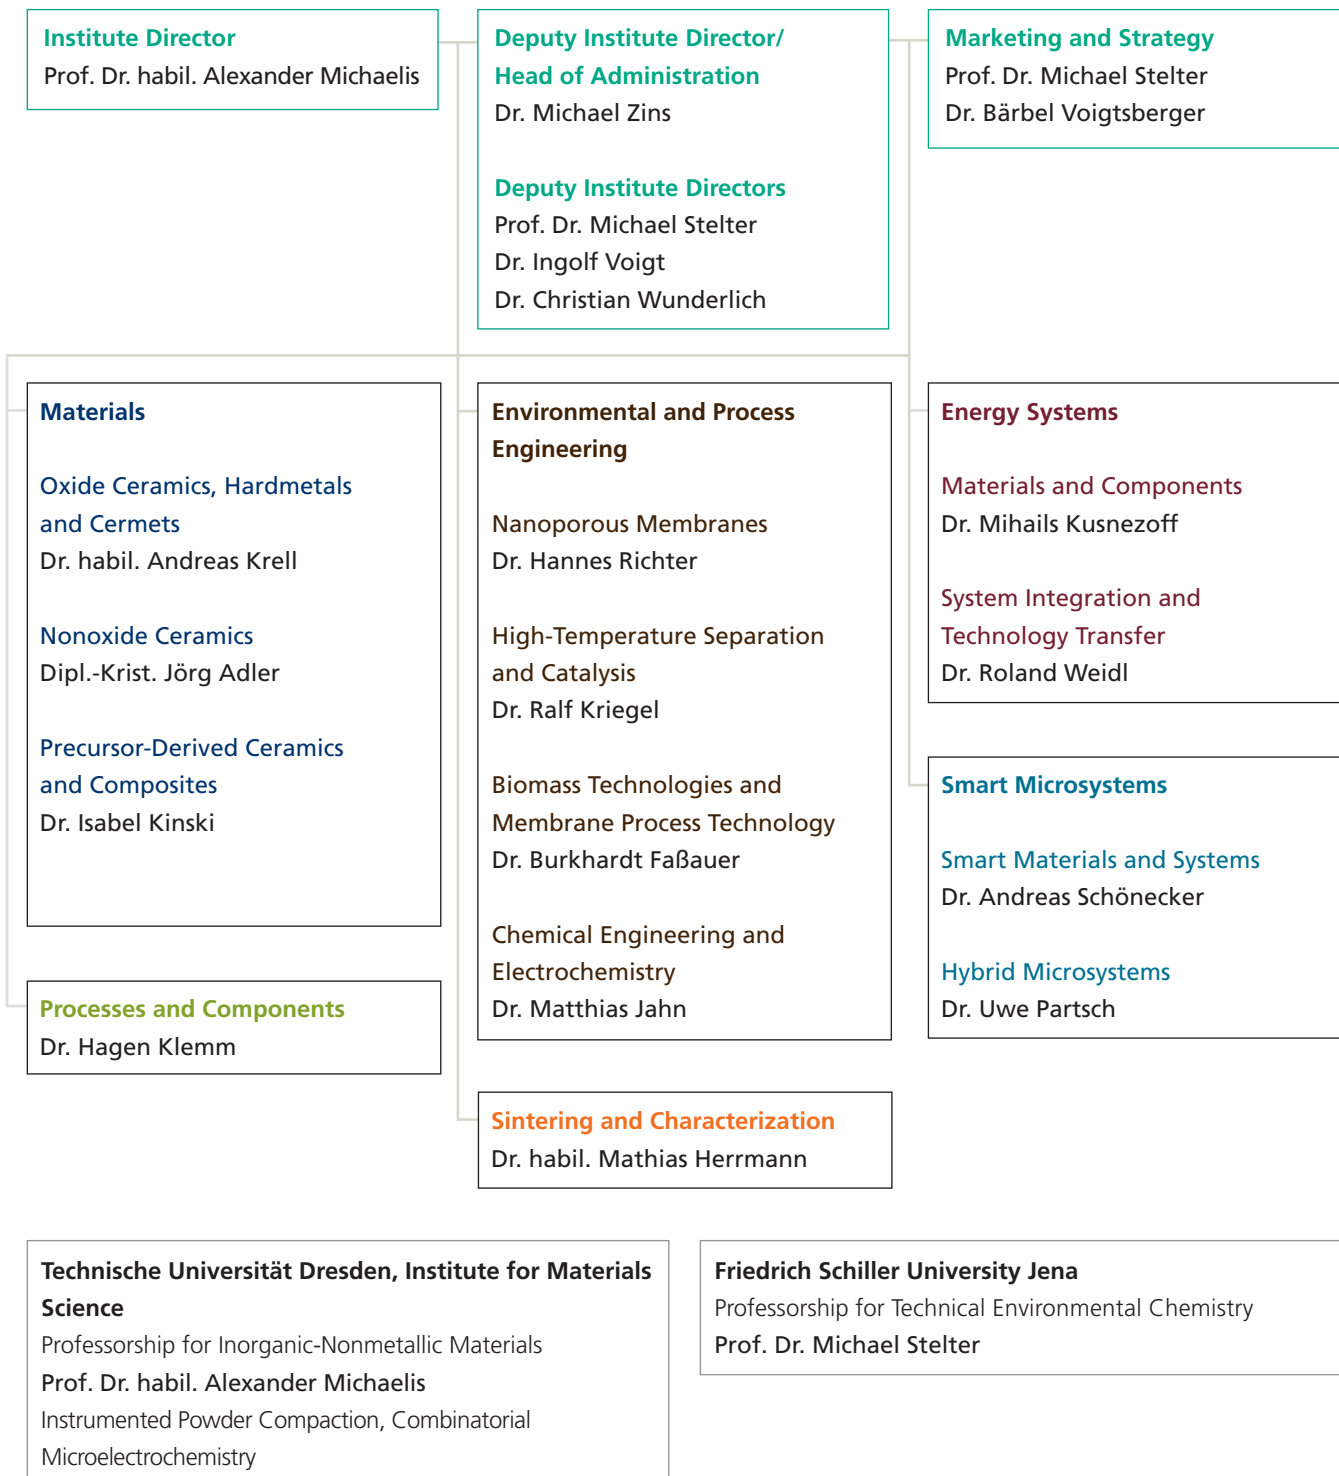 Institute Director
Prof. Dr. habil. Alexander Michaelis
Deputy Institute Director/
Head of Administration
Dr. Michael Zins
Deputy Institute Directors
Prof. Dr. Michael Stelter
Dr. Ingolf Voigt
Dr. Christian Wunderlich
Marketing and Strategy
Prof. Dr. Michael Stelter
Dr. Bärbel Voigtsberger
Materials
Oxide Ceramics, Hardmetals
and Cermets
Dr. habil. Andreas Krell
Nonoxide Ceramics
Dipl.-Krist. Jörg Adler
Precursor-Derived Ceramics
and Composites
Dr. Isabel Kinski
Processes and Components
Dr. Hagen Klemm
Environmental and Process
Engineering
Nanoporous Membranes
Dr. Hannes Richter
High-Temperature Separation
and Catalysis
Dr. Ralf Kriegel
Biomass Technologies and
Membrane Process Technology
Dr. Burkhardt Faßauer
Chemical Engineering and
Electrochemistry
Dr. Matthias Jahn
Sintering and Characterization
Dr. habil. Mathias Herrmann
Energy Systems
Materials and Components
Dr. Mihails Kusnezoff
System Integration and
Technology Transfer
Dr. Roland Weidl
Smart Microsystems
Smart Materials and Systems
Dr. Andreas Schönecker
Hybrid Microsystems
Dr. Uwe Partsch
Technische Universität Dresden, Institute for Materials
Science
Professorship for Inorganic-Nonmetallic Materials
Prof. Dr. habil. Alexander Michaelis
Instrumented Powder Compaction, Combinatorial
Microelectrochemistry
Friedrich Schiller University Jena
Professorship for Technical Environmental Chemistry
Prof. Dr. Michael Stelter